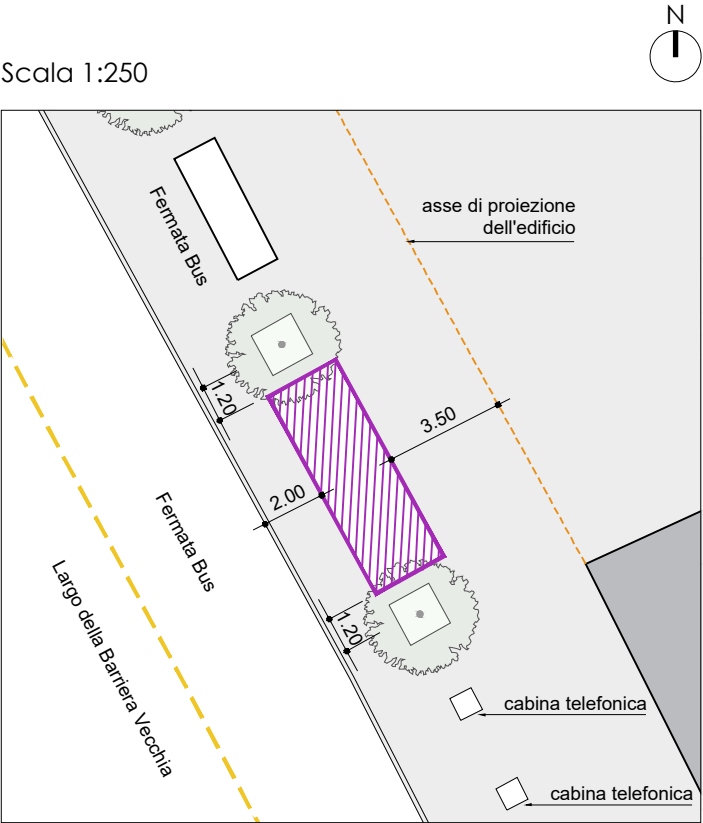 N
Scala 1:250
Fermata Bus
asse di proiezione
dell'edificio
1.20
3.50
2.00
Fermata Bus
Largo della Barriera Vecchia
1.20
cabina telefonica
cabina telefonica